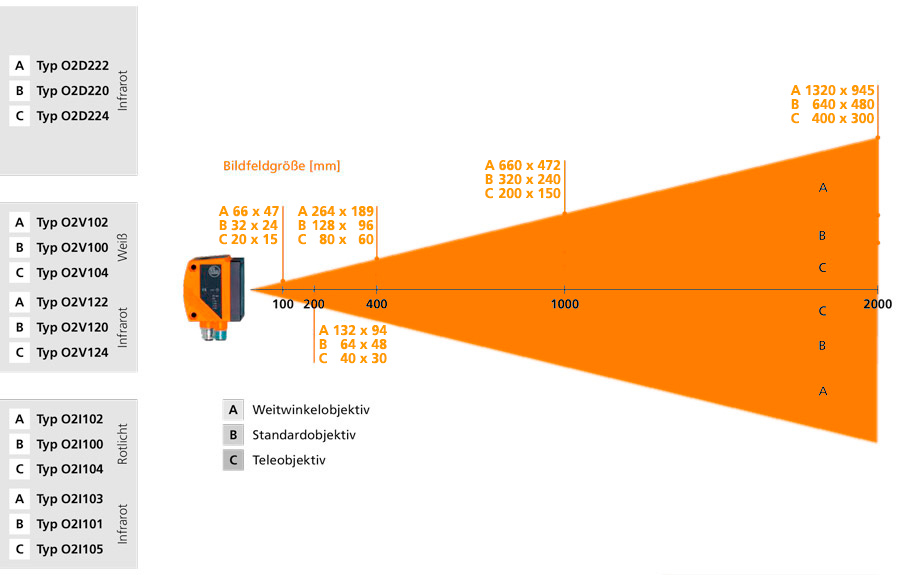 A Typ O2D222
B Typ O2D220
C Typ O2D224
Infrarot
A Typ O2V102
B Typ O2V100
C Typ O2V104
Weiß
A Typ O2V122
B Typ O2V120
C Typ O2V124
Infrarot
A Typ O2I102
B Typ O2I100
C Typ O2I104
Rotlicht
A Typ O2I103
B Typ O2I101
C Typ O2I105
Infrarot
Bildfeldgröße [mm]
A 66 x 47
B 32 x 24
C 20 x 15
A 264 x 189
B 128 x 96
C 80 x 60
A 660 x 472
B 320 x 240
C 200 x 150
A 1320 x 945
B 640 x 480
C 400 x 300
A
B
C
100 200 400 1000 2000
C
B
A
A 132 x 94
B 64 x 48
C 40 x 30
A Weitwinkelobjektiv
B Standardobjektiv
C Teleobjektiv